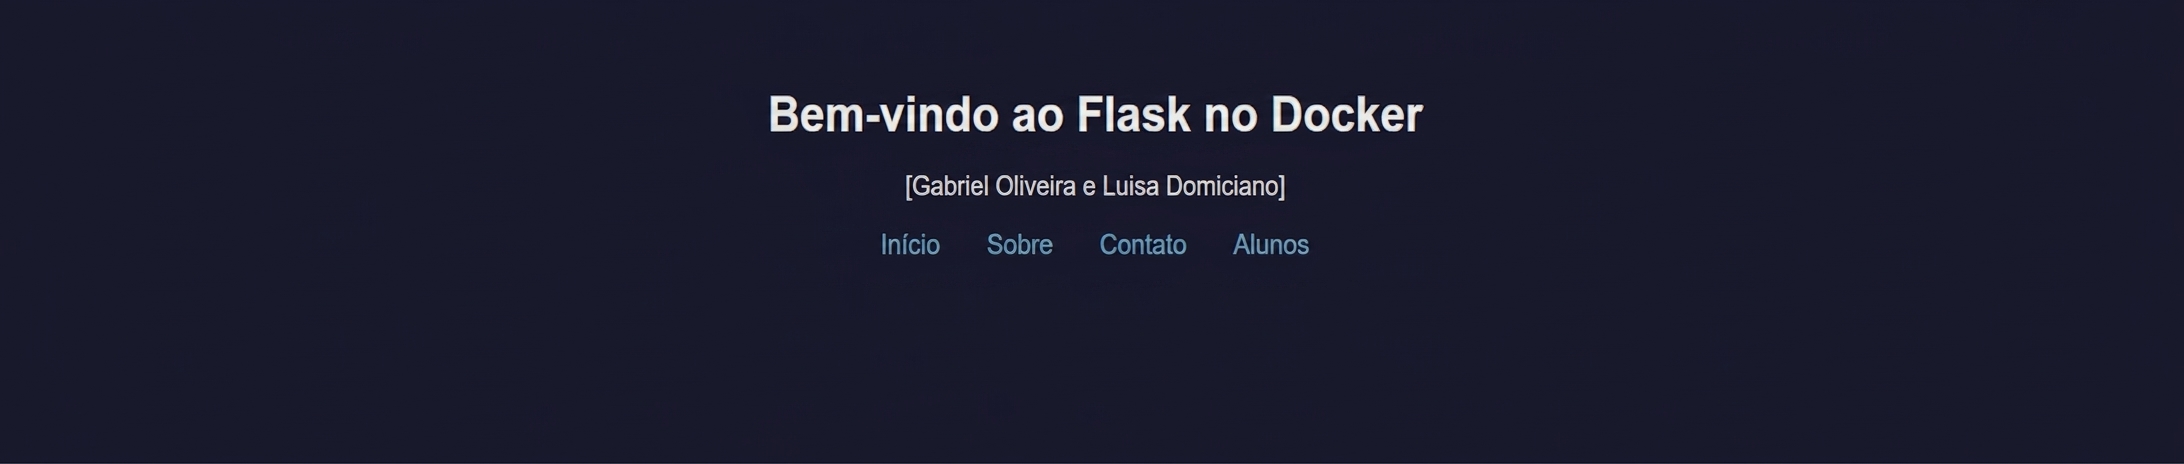 Bem-vindo ao Flask no Docker
[Gabriel Oliveira e Luisa Domiciano]
Início Sobre Contato Alunos